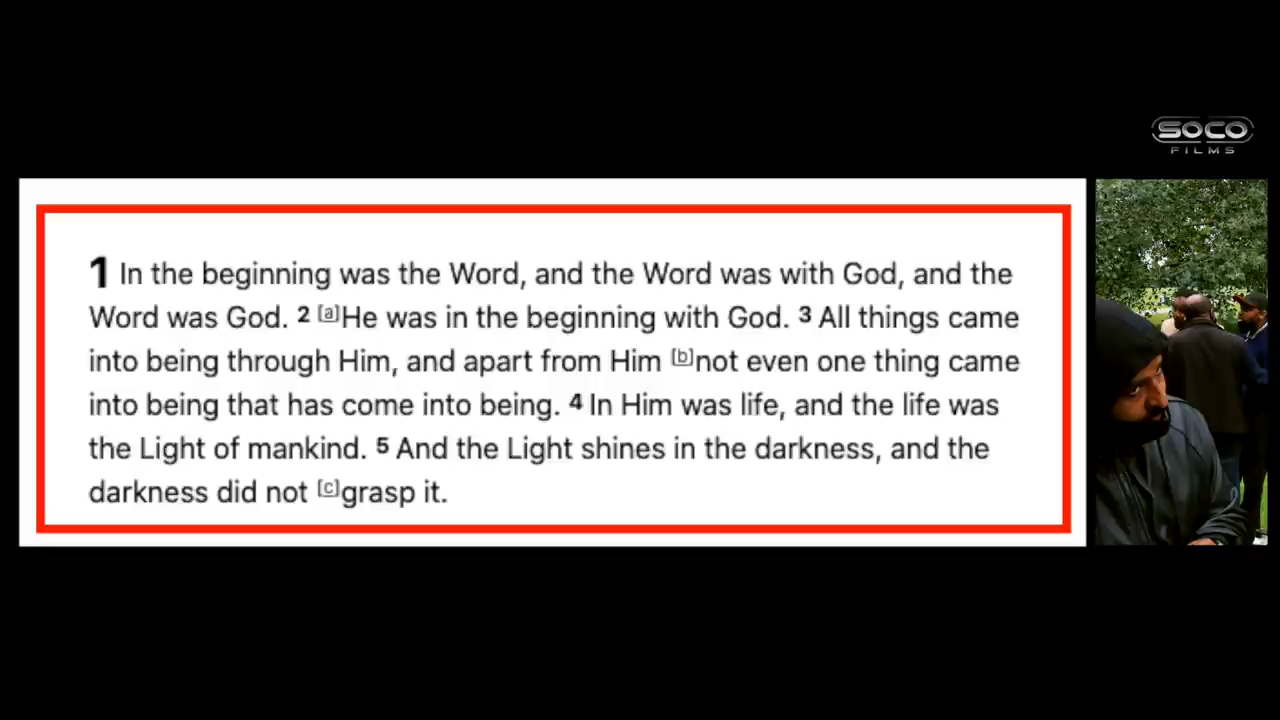 SOCO
FILMS
1 In the beginning was the Word, and the Word was with God, and the
Word was God. 2 [a]He was in the beginning with God. 3 All things came
into being through Him, and apart from Him [b]not even one thing came
into being that has come into being. 4 In Him was life, and the life was
the Light of mankind. 5 And the Light shines in the darkness, and the
darkness did not [c]grasp it.